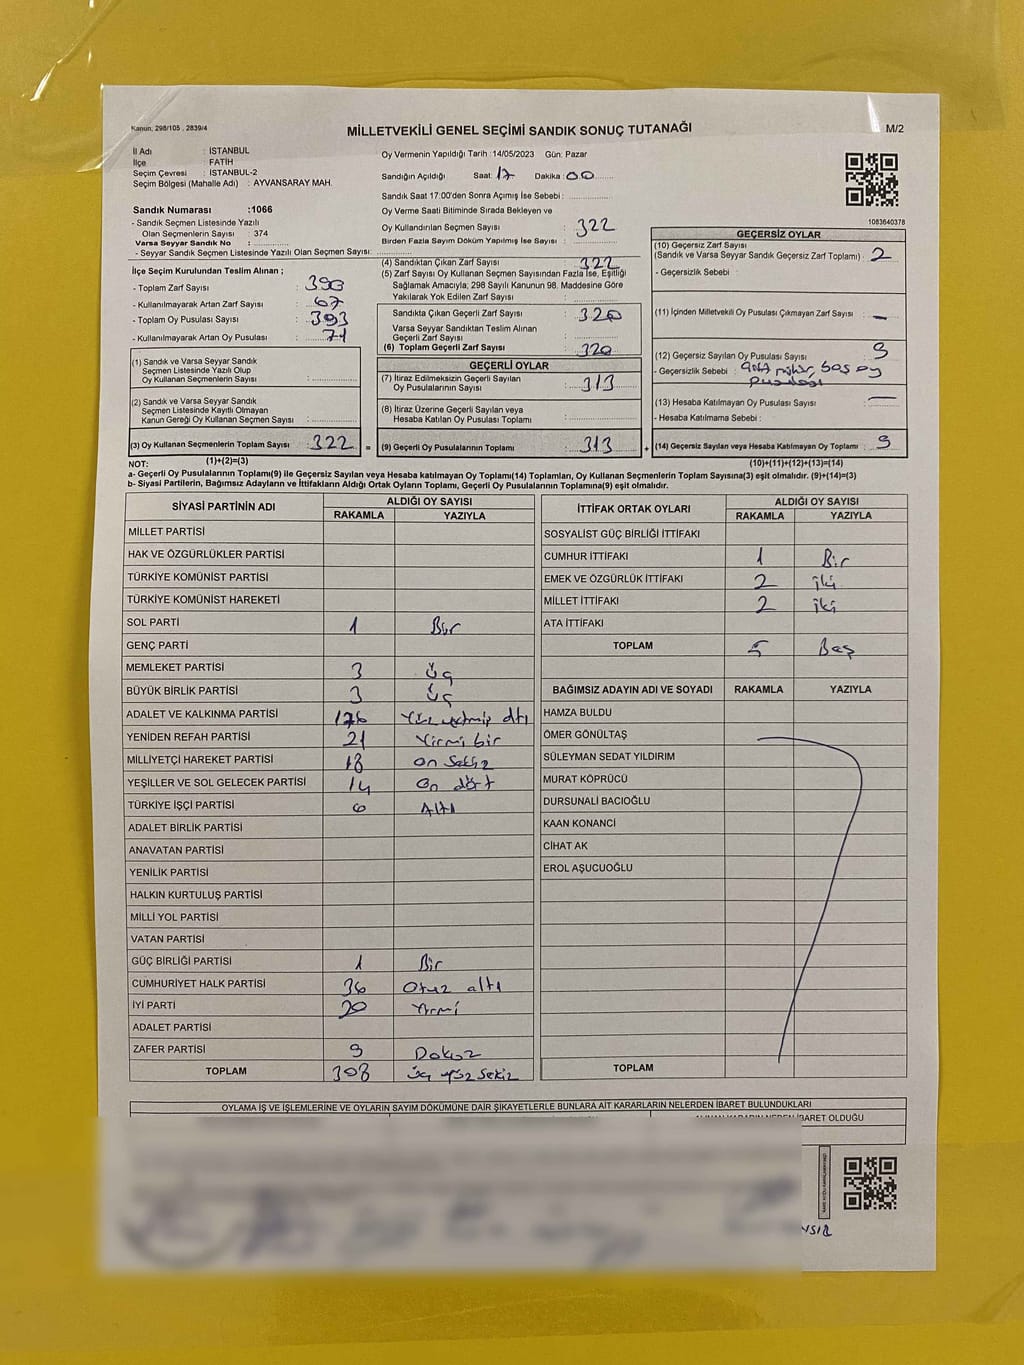 Kanun, 298/105 , 2839/4
MİLLETVEKİLİ GENEL SEÇİMİ SANDIK SONUÇ TUTANAĞI
M/2
İl Adı : İSTANBUL
İlçe : FATİH
Seçim Çevresi : İSTANBUL-2
Seçim Bölgesi (Mahalle Adı) : AYVANSARAY MAH.
Sandık Numarası :1066
- Sandık Seçmen Listesinde Yazılı
Olan Seçmenlerin Sayısı : 374
Varsa Seyyar Sandık No :
- Seyyar Sandık Seçmen Listesinde Yazılı Olan Seçmen Sayısı:
İlçe Seçim Kurulundan Teslim Alınan ;
- Toplam Zarf Sayısı : 390
- Kullanılmayarak Artan Zarf Sayısı : 67
- Toplam Oy Pusulası Sayısı : 393
- Kullanılmayarak Artan Oy Pusulası : 71
(1) Sandık ve Varsa Seyyar Sandık
Seçmen Listesinde Yazılı Olup
Oy Kullanan Seçmenlerin Sayısı :
(2) Sandık ve Varsa Seyyar Sandık
Seçmen Listesinde Kayıtlı Olmayan
Kanun Gereği Oy Kullanan Seçmen Sayısı :
(3) Oy Kullanan Seçmenlerin Toplam Sayısı : 322
(1)+(2)=(3)
Oy Vermenin Yapıldığı Tarih : 14/05/2023 Gün: Pazar
Sandığın Açıldığı Saat: 17 Dakika : 00
Sandık Saat 17:00'den Sonra Açımış İse Sebebi :
Oy Verme Saati Bitiminde Sırada Bekleyen ve
Oy Kullandırılan Seçmen Sayısı : 322
Birden Fazla Sayım Döküm Yapılmış İse Sayısı :
(4) Sandıktan Çıkan Zarf Sayısı : 322
(5) Zarf Sayısı Oy Kullanan Seçmen Sayısından Fazla İse, Eşitliği
Sağlamak Amacıyla, 298 Sayılı Kanunun 98. Maddesine Göre
Yakılarak Yok Edilen Zarf Sayısı :
Sandıkta Çıkan Geçerli Zarf Sayısı : 320
Varsa Seyyar Sandıktan Teslim Alınan
Geçerli Zarf Sayısı :
(6) Toplam Geçerli Zarf Sayısı : 320
GEÇERLİ OYLAR
(7) İtiraz Edilmeksizin Geçerli Sayılan
Oy Pusulalarının Sayısı : 313
(8) İtiraz Üzerine Geçerli Sayılan veya
Hesaba Katılan Oy Pusulası Toplamı :
= (9) Geçerli Oy Pusulalarının Toplamı : 313
1083640378
GEÇERSİZ OYLAR
(10) Geçersiz Zarf Sayısı
(Sandık ve Varsa Seyyar Sandık Geçersiz Zarf Toplamı) : 2
- Geçersizlik Sebebi :
(11) İçinden Milletvekili Oy Pusulası Çıkmayan Zarf Sayısı : —
(12) Geçersiz Sayılan Oy Pusulası Sayısı : 9
- Geçersizlik Sebebi : mühür, boş oy
pusulası
(13) Hesaba Katılmayan Oy Pusulası Sayısı : —
- Hesaba Katılmama Sebebi :
+ (14) Geçersiz Sayılan veya Hesaba Katılmayan Oy Toplamı : 9
(10)+(11)+(12)+(13)=(14)
NOT:
a- Geçerli Oy Pusulalarının Toplamı(9) ile Geçersiz Sayılan veya Hesaba katılmayan Oy Toplamı(14) Toplamları, Oy Kullanan Seçmenlerin Toplam Sayısına(3) eşit olmalıdır. (9)+(14)=(3)
b- Siyasi Partilerin, Bağımsız Adayların ve İttifakların Aldığı Ortak Oyların Toplamı, Geçerli Oy Pusulalarının Toplamına(9) eşit olmalıdır.
SİYASİ PARTİNİN ADI ALDIĞI OY SAYISI
RAKAMLA YAZIYLA
MİLLET PARTİSİ
HAK VE ÖZGÜRLÜKLER PARTİSİ
TÜRKİYE KOMÜNİST PARTİSİ
TÜRKİYE KOMÜNİST HAREKETİ
SOL PARTİ 1 Bir
GENÇ PARTİ
MEMLEKET PARTİSİ 3 Üç
BÜYÜK BİRLİK PARTİSİ 3 Üç
ADALET VE KALKINMA PARTİSİ 176 Yüz yetmiş altı
YENİDEN REFAH PARTİSİ 21 Yirmi bir
MİLLİYETÇİ HAREKET PARTİSİ 18 on sekiz
YEŞİLLER VE SOL GELECEK PARTİSİ 14 On dört
TÜRKİYE İŞÇİ PARTİSİ 6 Altı
ADALET BİRLİK PARTİSİ
ANAVATAN PARTİSİ
YENİLİK PARTİSİ
HALKIN KURTULUŞ PARTİSİ
MİLLİ YOL PARTİSİ
VATAN PARTİSİ
GÜÇ BİRLİĞİ PARTİSİ 1 Bir
CUMHURİYET HALK PARTİSİ 36 Otuz altı
İYİ PARTİ 20 Yirmi
ADALET PARTİSİ
ZAFER PARTİSİ 9 Dokuz
TOPLAM 308 üç yüz sekiz
İTTİFAK ORTAK OYLARI ALDIĞI OY SAYISI
RAKAMLA YAZIYLA
SOSYALİST GÜÇ BİRLİĞİ İTTİFAKI
CUMHUR İTTİFAKI 1 Bir
EMEK VE ÖZGÜRLÜK İTTİFAKI 2 iki
MİLLET İTTİFAKI 2 iki
ATA İTTİFAKI
TOPLAM 5 Beş
BAĞIMSIZ ADAYIN ADI VE SOYADI RAKAMLA YAZIYLA
HAMZA BULDU
ÖMER GÖNÜLTAŞ
SÜLEYMAN SEDAT YILDIRIM
MURAT KÖPRÜCÜ
DURSUNALİ BACIOĞLU
KAAN KONANCİ
CİHAT AK
EROL AŞUCUOĞLU
TOPLAM
OYLAMA İŞ VE İŞLEMLERİNE VE OYLARIN SAYIM DÖKÜMÜNE DAİR ŞİKAYETLERLE BUNLARA AİT KARARLARIN NELERDEN İBARET BULUNDUKLARI
İBARET OLDUĞU